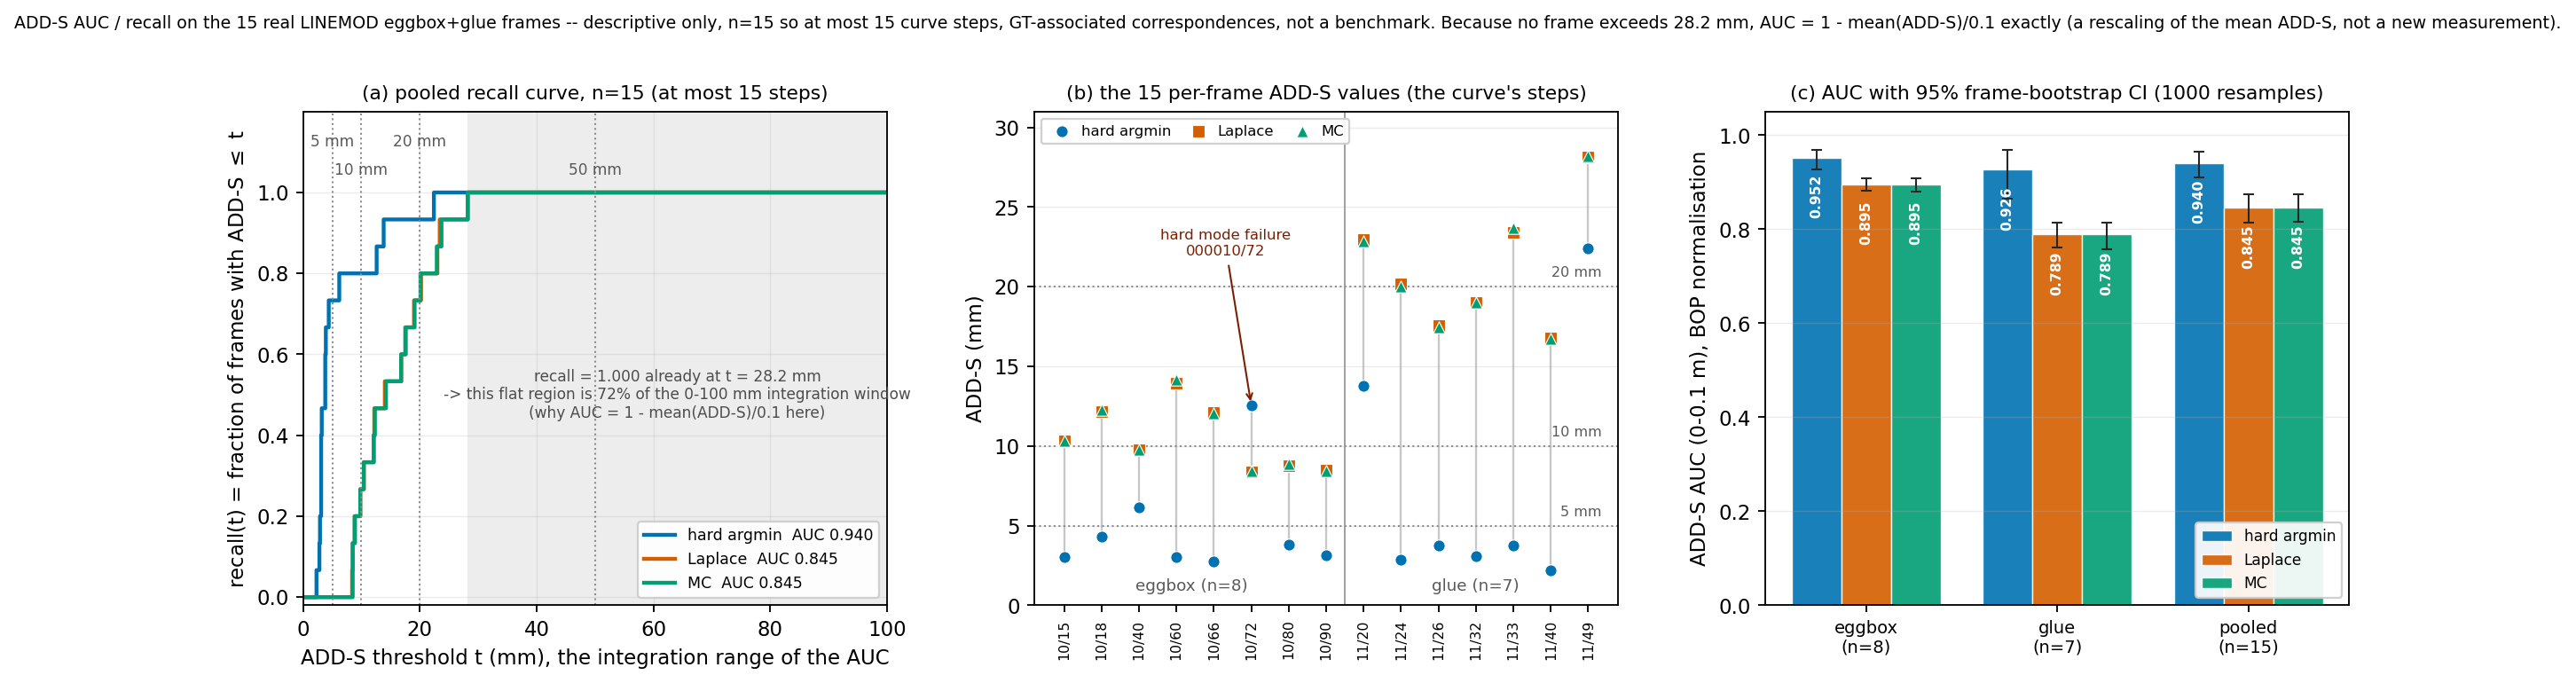 ADD-S AUC / recall on the 15 real LINEMOD eggbox+glue frames -- descriptive only, n=15 so at most 15 curve steps, GT-associated correspondences, not a benchmark. Because no frame exceeds 28.2 mm, AUC = 1 - mean(ADD-S)/0.1 exactly (a rescaling of the mean ADD-S, not a new measurement).
(a) pooled recall curve, n=15 (at most 15 steps)
recall(t) = fraction of frames with ADD-S ≤ t
1.0
0.8
0.6
0.4
0.2
0.0
5 mm
20 mm
10 mm
50 mm
recall = 1.000 already at t = 28.2 mm
-> this flat region is 72% of the 0-100 mm integration window
(why AUC = 1 - mean(ADD-S)/0.1 here)
hard argmin AUC 0.940
Laplace AUC 0.845
MC AUC 0.845
0
20
40
60
80
100
ADD-S threshold t (mm), the integration range of the AUC
(b) the 15 per-frame ADD-S values (the curve's steps)
ADD-S (mm)
30
25
20
15
10
5
0
hard argmin
Laplace
MC
hard mode failure
000010/72
20 mm
10 mm
5 mm
eggbox (n=8)
glue (n=7)
10/15
10/18
10/40
10/60
10/66
10/72
10/80
10/90
11/20
11/24
11/26
11/32
11/33
11/40
11/49
(c) AUC with 95% frame-bootstrap CI (1000 resamples)
ADD-S AUC (0-0.1 m), BOP normalisation
1.0
0.8
0.6
0.4
0.2
0.0
0.952
0.895
0.895
0.926
0.789
0.789
0.940
0.845
0.845
hard argmin
Laplace
MC
eggbox
(n=8)
glue
(n=7)
pooled
(n=15)